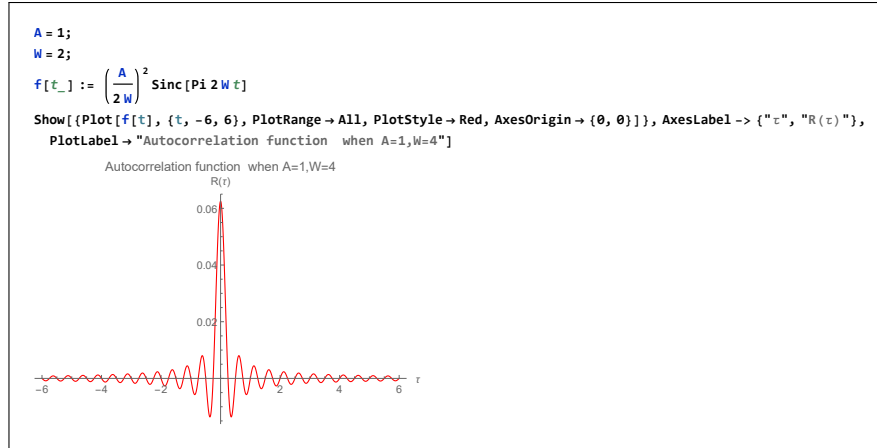 A = 1;
W = 2;
f[t_] := (A/(2 W))^2 Sinc[Pi 2 W t]
Show[{Plot[f[t], {t, -6, 6}, PlotRange → All, PlotStyle → Red, AxesOrigin → {0, 0}]}, AxesLabel -> {"τ", "R(τ)"},
PlotLabel → "Autocorrelation function  when A=1,W=4"]
Autocorrelation function  when A=1,W=4
R(τ)
0.06
0.04
0.02
-6 -4 -2 2 4 6 τ